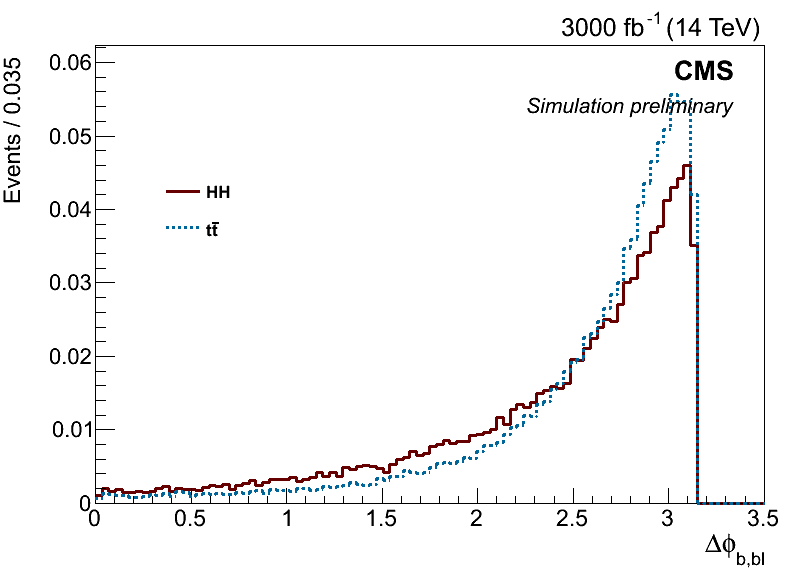 3000 fb⁻¹ (14 TeV)
CMS
Simulation preliminary
Events / 0.035
0.06
0.05
0.04
0.03
0.02
0.01
0
HH
tt̄
0 0.5 1 1.5 2 2.5 3 3.5
Δϕ b,bl